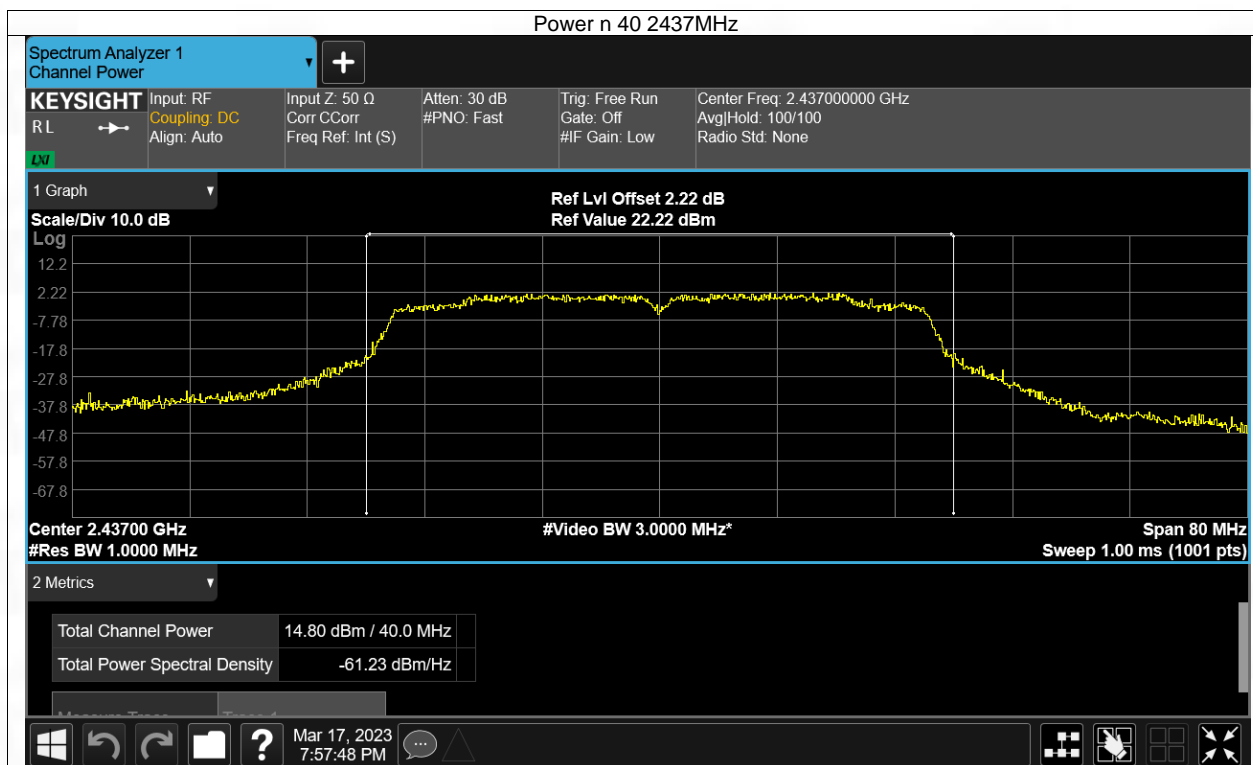 Power n 40 2437MHz
Spectrum Analyzer 1
Channel Power
+
KEYSIGHT
RL
LXI
Input: RF
Coupling: DC
Align: Auto
Input Z: 50 Ω
Corr CCorr
Freq Ref: Int (S)
Atten: 30 dB
#PNO: Fast
Trig: Free Run
Gate: Off
#IF Gain: Low
Center Freq: 2.437000000 GHz
Avg|Hold: 100/100
Radio Std: None
1 Graph
Scale/Div 10.0 dB
Ref Lvl Offset 2.22 dB
Ref Value 22.22 dBm
Log
12.2
2.22
-7.78
-17.8
-27.8
-37.8
-47.8
-57.8
-67.8
Center 2.43700 GHz
#Video BW 3.0000 MHz*
Span 80 MHz
#Res BW 1.0000 MHz
Sweep 1.00 ms (1001 pts)
2 Metrics
Total Channel Power 14.80 dBm / 40.0 MHz
Total Power Spectral Density -61.23 dBm/Hz
?
Mar 17, 2023
7:57:48 PM